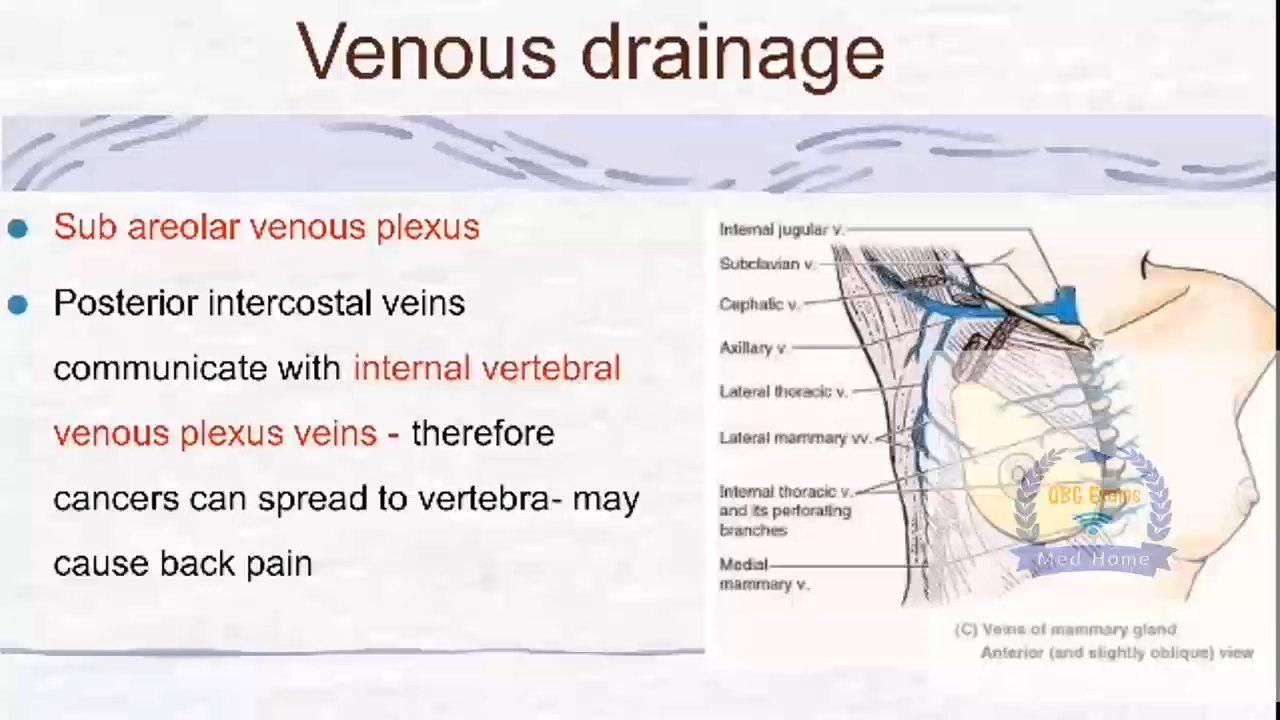 Venous drainage
Sub areolar venous plexus
Posterior intercostal veins
communicate with internal vertebral
venous plexus veins - therefore
cancers can spread to vertebra- may
cause back pain
Internal jugular v.
Subclavian v.
Cephalic v.
Axillary v.
Lateral thoracic v.
Lateral mammary vv.
Internal thoracic v.
and its perforating
branches
Medial
mammary v.
QBG Exams
Med Home
(C) Veins of mammary gland
Anterior (and slightly oblique) view